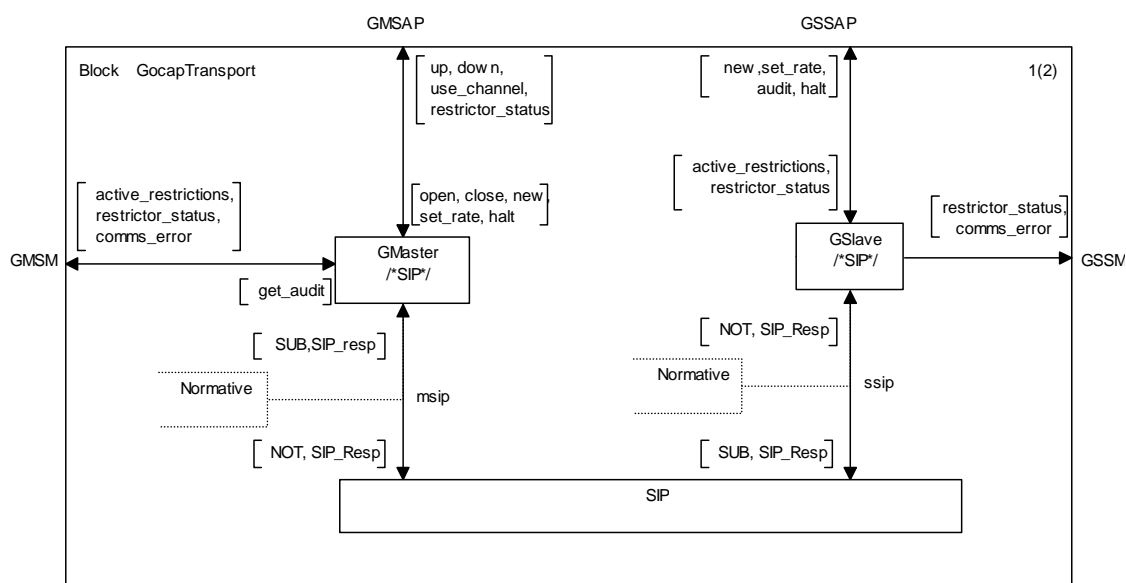 GMSAP
GSSAP
Block GocapTransport
1(2)
up, down,
use_channel,
restrictor_status
new ,set_rate,
audit, halt
active_restrictions,
restrictor_status,
comms_error
open, close, new,
set_rate, halt
active_restrictions,
restrictor_status
restrictor_status,
comms_error
GMSM
GMaster
/*SIP*/
GSlave
/*SIP*/
GSSM
get_audit
SUB,SIP_resp
NOT, SIP_Resp
Normative
msip
Normative
ssip
NOT, SIP_Resp
SUB, SIP_Resp
SIP